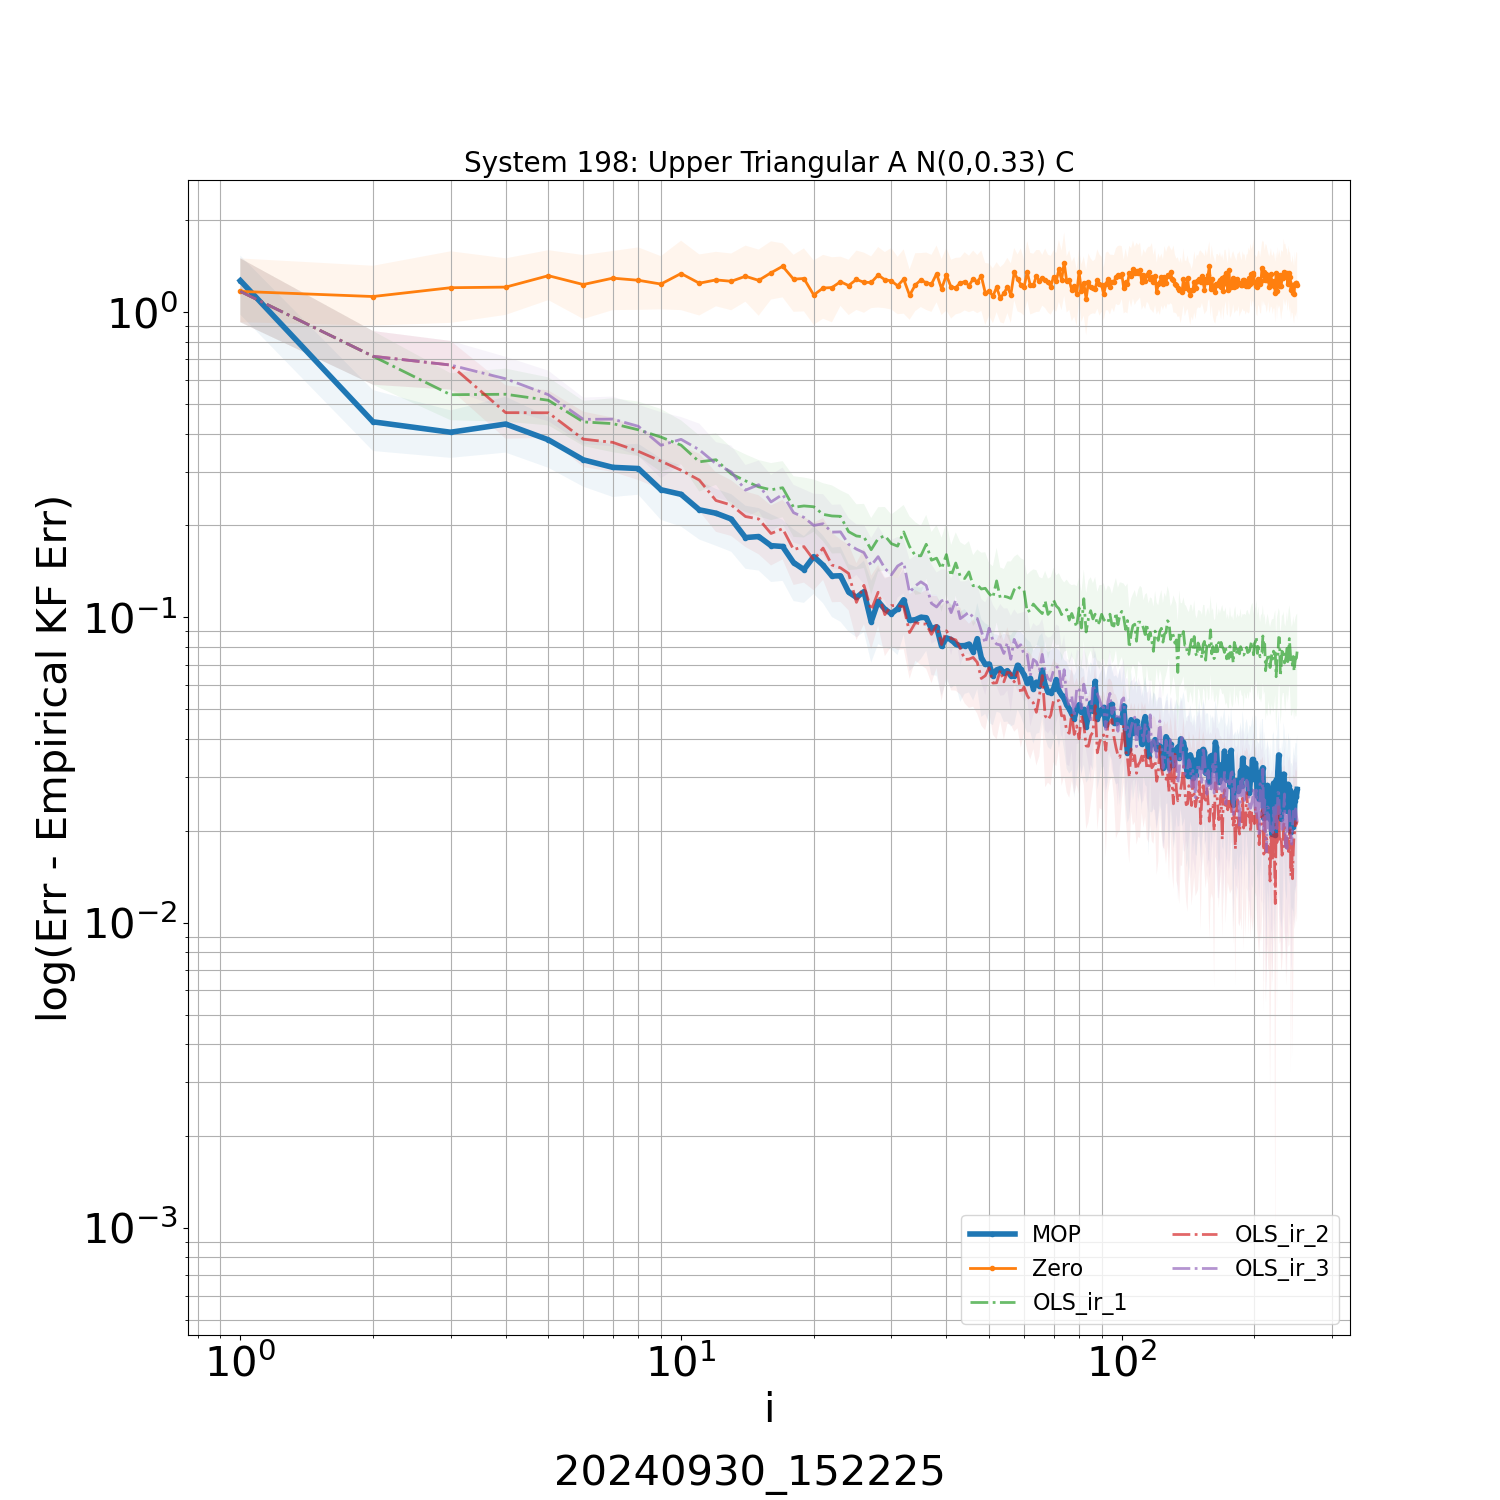 System 198: Upper Triangular A N(0,0.33) C
log(Err - Empirical KF Err)
10⁰
10⁻¹
10⁻²
10⁻³
10⁰ 10¹ 10²
i
MOP
Zero
OLS_ir_1
OLS_ir_2
OLS_ir_3
20240930_152225